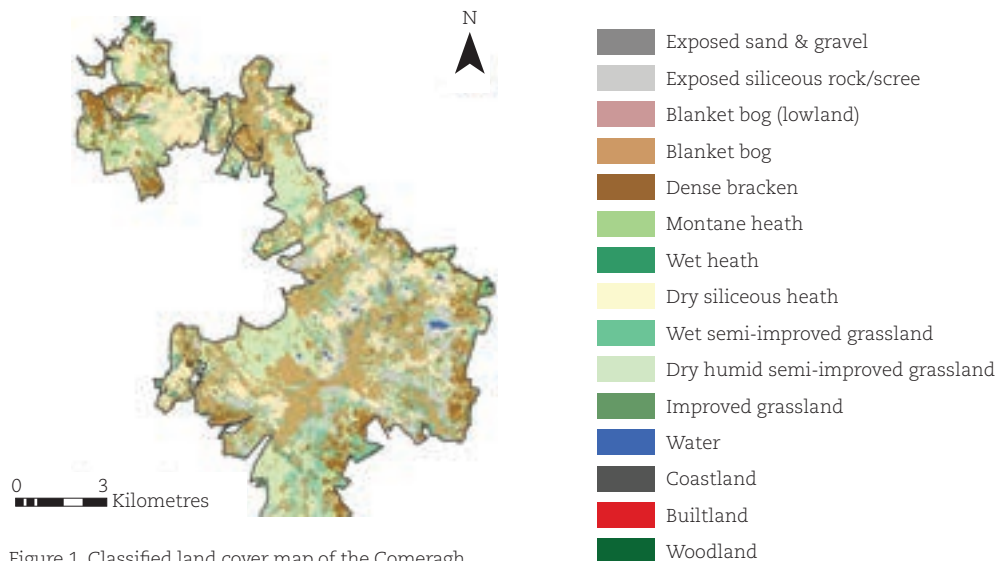 N
0 3
Kilometres
Figure 1. Classified land cover map of the Comeragh
Exposed sand & gravel
Exposed siliceous rock/scree
Blanket bog (lowland)
Blanket bog
Dense bracken
Montane heath
Wet heath
Dry siliceous heath
Wet semi-improved grassland
Dry humid semi-improved grassland
Improved grassland
Water
Coastland
Builtland
Woodland